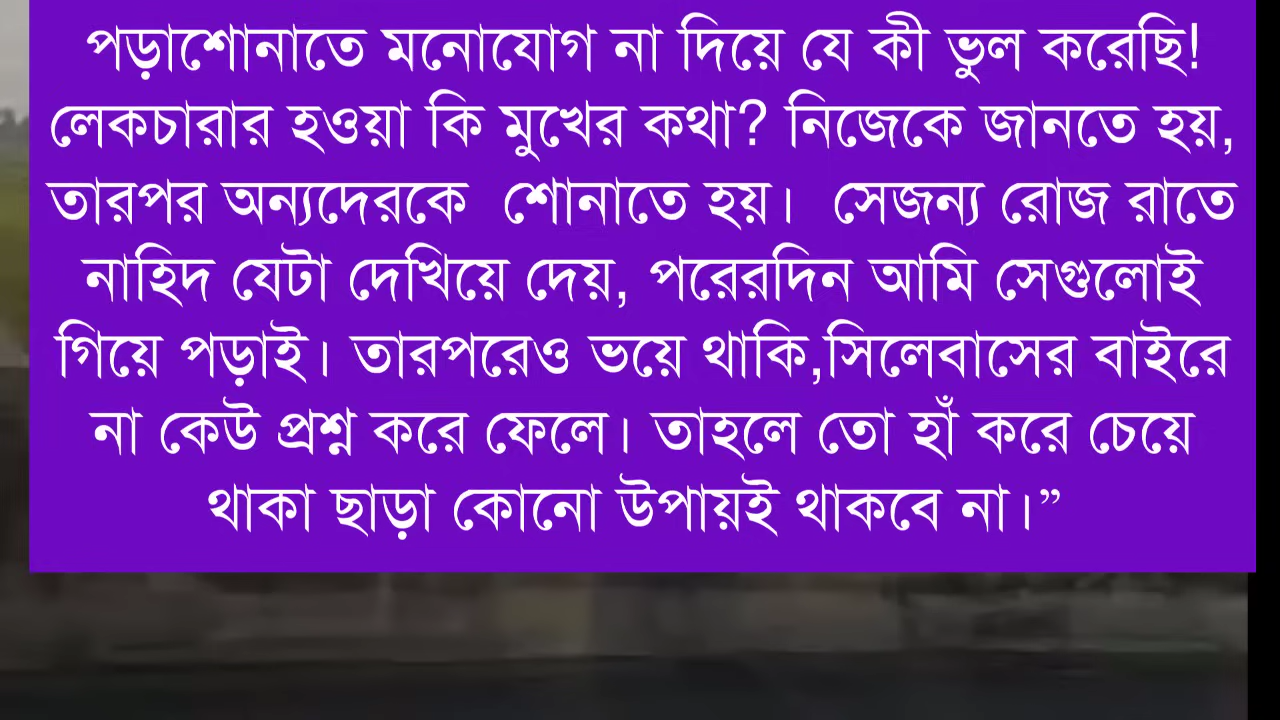 পড়াশোনাতে মনোযোগ না দিয়ে যে কী ভুল করেছি!
লেকচারার হওয়া কি মুখের কথা? নিজেকে জানতে হয়,
তারপর অন্যদেরকে  শোনাতে হয়।  সেজন্য রোজ রাতে
নাহিদ যেটা দেখিয়ে দেয়, পরেরদিন আমি সেগুলোই
গিয়ে পড়াই। তারপরেও ভয়ে থাকি,সিলেবাসের বাইরে
না কেউ প্রশ্ন করে ফেলে। তাহলে তো হাঁ করে চেয়ে
থাকা ছাড়া কোনো উপায়ই থাকবে না।”